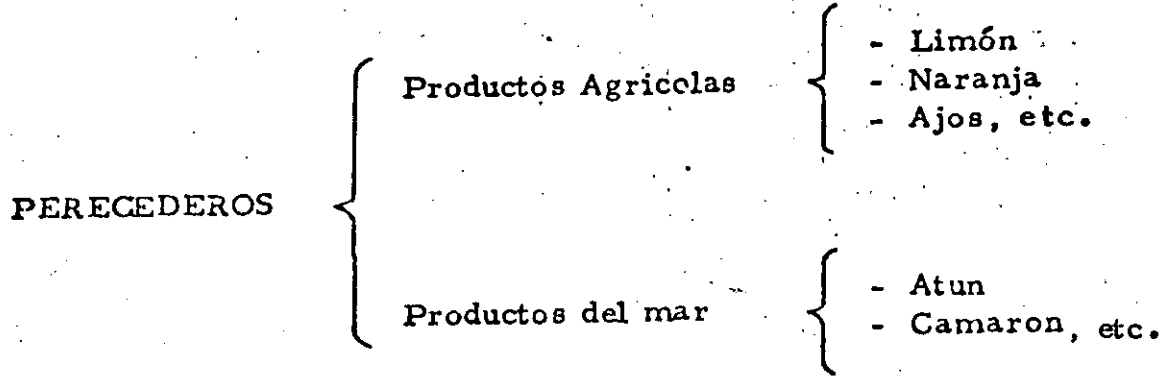 PERECEDEROS
Productos Agricolas
- Limón
- Naranja
- Ajos, etc.
Productos del mar
- Atun
- Camaron, etc.